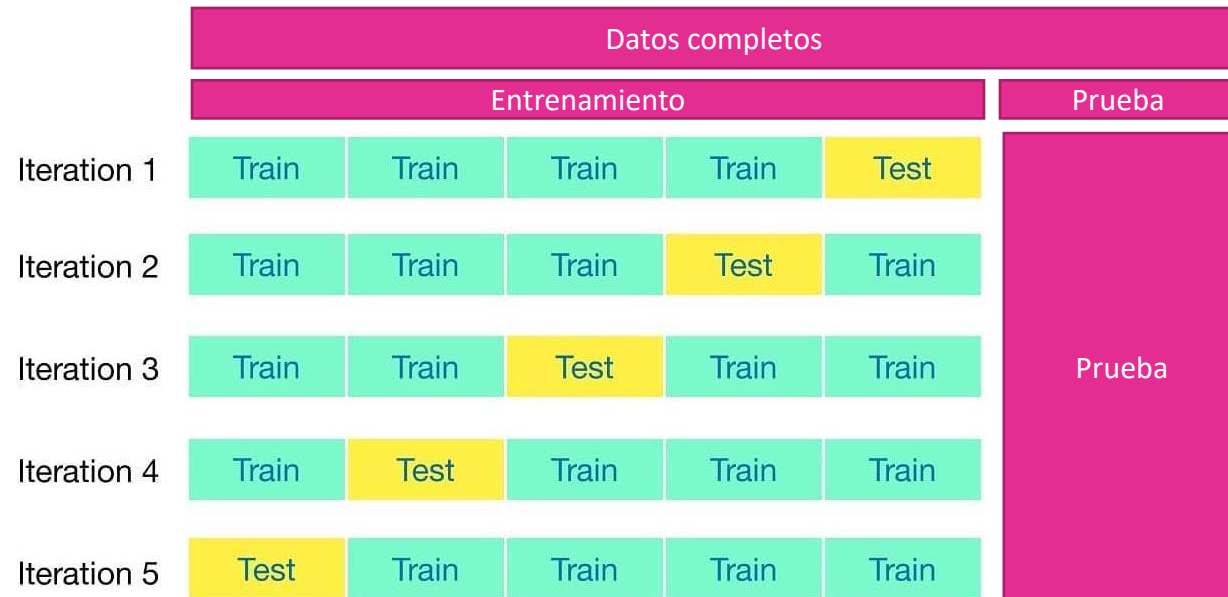 Datos completos
Entrenamiento Prueba
Iteration 1 Train Train Train Train Test
Iteration 2 Train Train Train Test Train
Iteration 3 Train Train Test Train Train Prueba
Iteration 4 Train Test Train Train Train
Iteration 5 Test Train Train Train Train